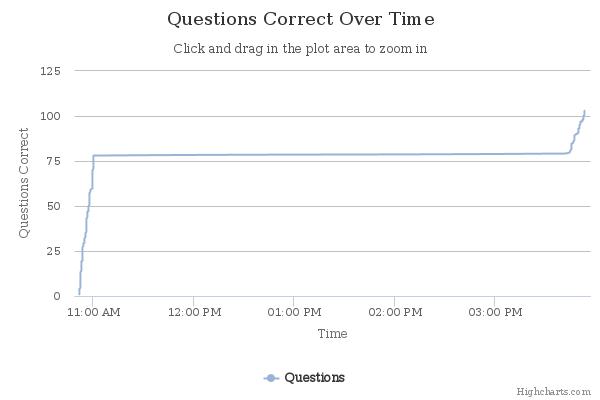 Questions Correct Over Time
Click and drag in the plot area to zoom in
Questions Correct
125
100
75
50
25
0
11:00 AM 12:00 PM 01:00 PM 02:00 PM 03:00 PM
Time
Questions
Highcharts.com